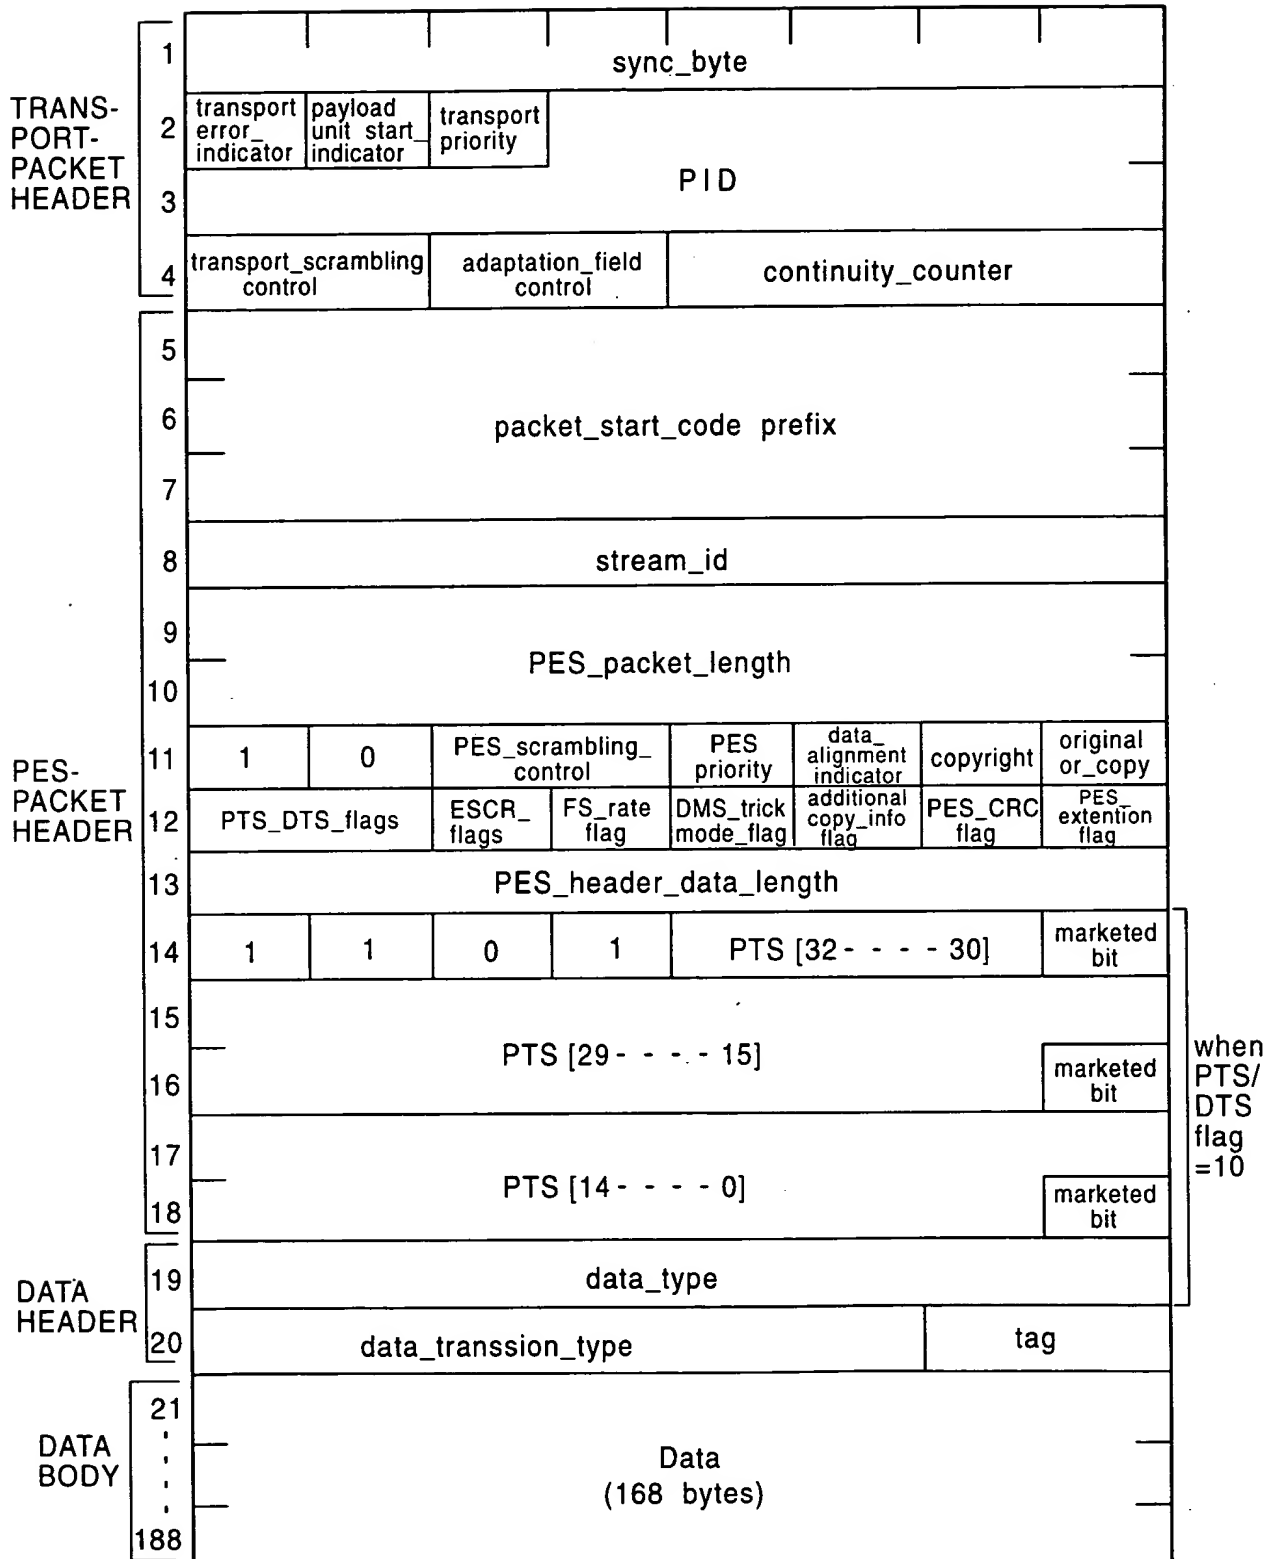 1
sync_byte
TRANS-
PORT-
PACKET
HEADER
2
transport
error_
indicator
payload
unit start_
indicator
transport
priority
3
PID
4
transport_scrambling
control
adaptation_field
control
continuity_counter
5
6
packet_start_code prefix
7
8
stream_id
9
PES_packet_length
10
PES-
PACKET
HEADER
11
1
0
PES_scrambling_
control
PES
priority
data_
alignment
indicator
copyright
original
or_copy
12
PTS_DTS_flags
ESCR_
flags
FS_rate
flag
DMS_trick
mode_flag
additional
copy_info
flag
PES_CRC
flag
PES_
extention
flag
13
PES_header_data_length
14
1
1
0
1
PTS [32 - - - - 30]
marketed
bit
15
PTS [29 - - - - 15]
16
marketed
bit
17
PTS [14 - - - - 0]
18
marketed
bit
when
PTS/
DTS
flag
=10
DATA
HEADER
19
data_type
20
data_transsion_type
tag
DATA
BODY
21
Data
(168 bytes)
188